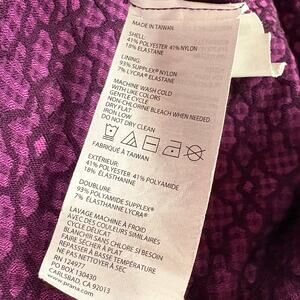 MADE IN TAIWAN
SHELL:
41% POLYESTER 41% NYLON
18% ELASTANE
LINING:
93% SUPPLEX® NYLON
7% LYCRA® ELASTANE
MACHINE WASH COLD
WITH LIKE COLORS
GENTLE CYCLE
NON-CHLORINE BLEACH WHEN NEEDED
DRY FLAT
IRON LOW
DO NOT DRY CLEAN
FABRIQUÉ À TAIWAN
EXTÉRIEUR:
41% POLYESTER 41% POLYAMIDE
18% ÉLASTHANNE
DOUBLURE:
93% POLYAMIDE SUPPLEX®
7% ÉLASTHANNE LYCRA®
LAVAGE MACHINE À FROID
AVEC DES COULEURS SIMILAIRES
CYCLE DÉLICAT
BLANCHIR SANS CHLORE SI BESOIN
FAIRE SÉCHER À PLAT
REPASSER À BASSE TEMPÉRATURE
NE PAS NETTOYER À SEC
RN 124977
PO BOX 130430
CARLSBAD, CA 92013
www.prana.com